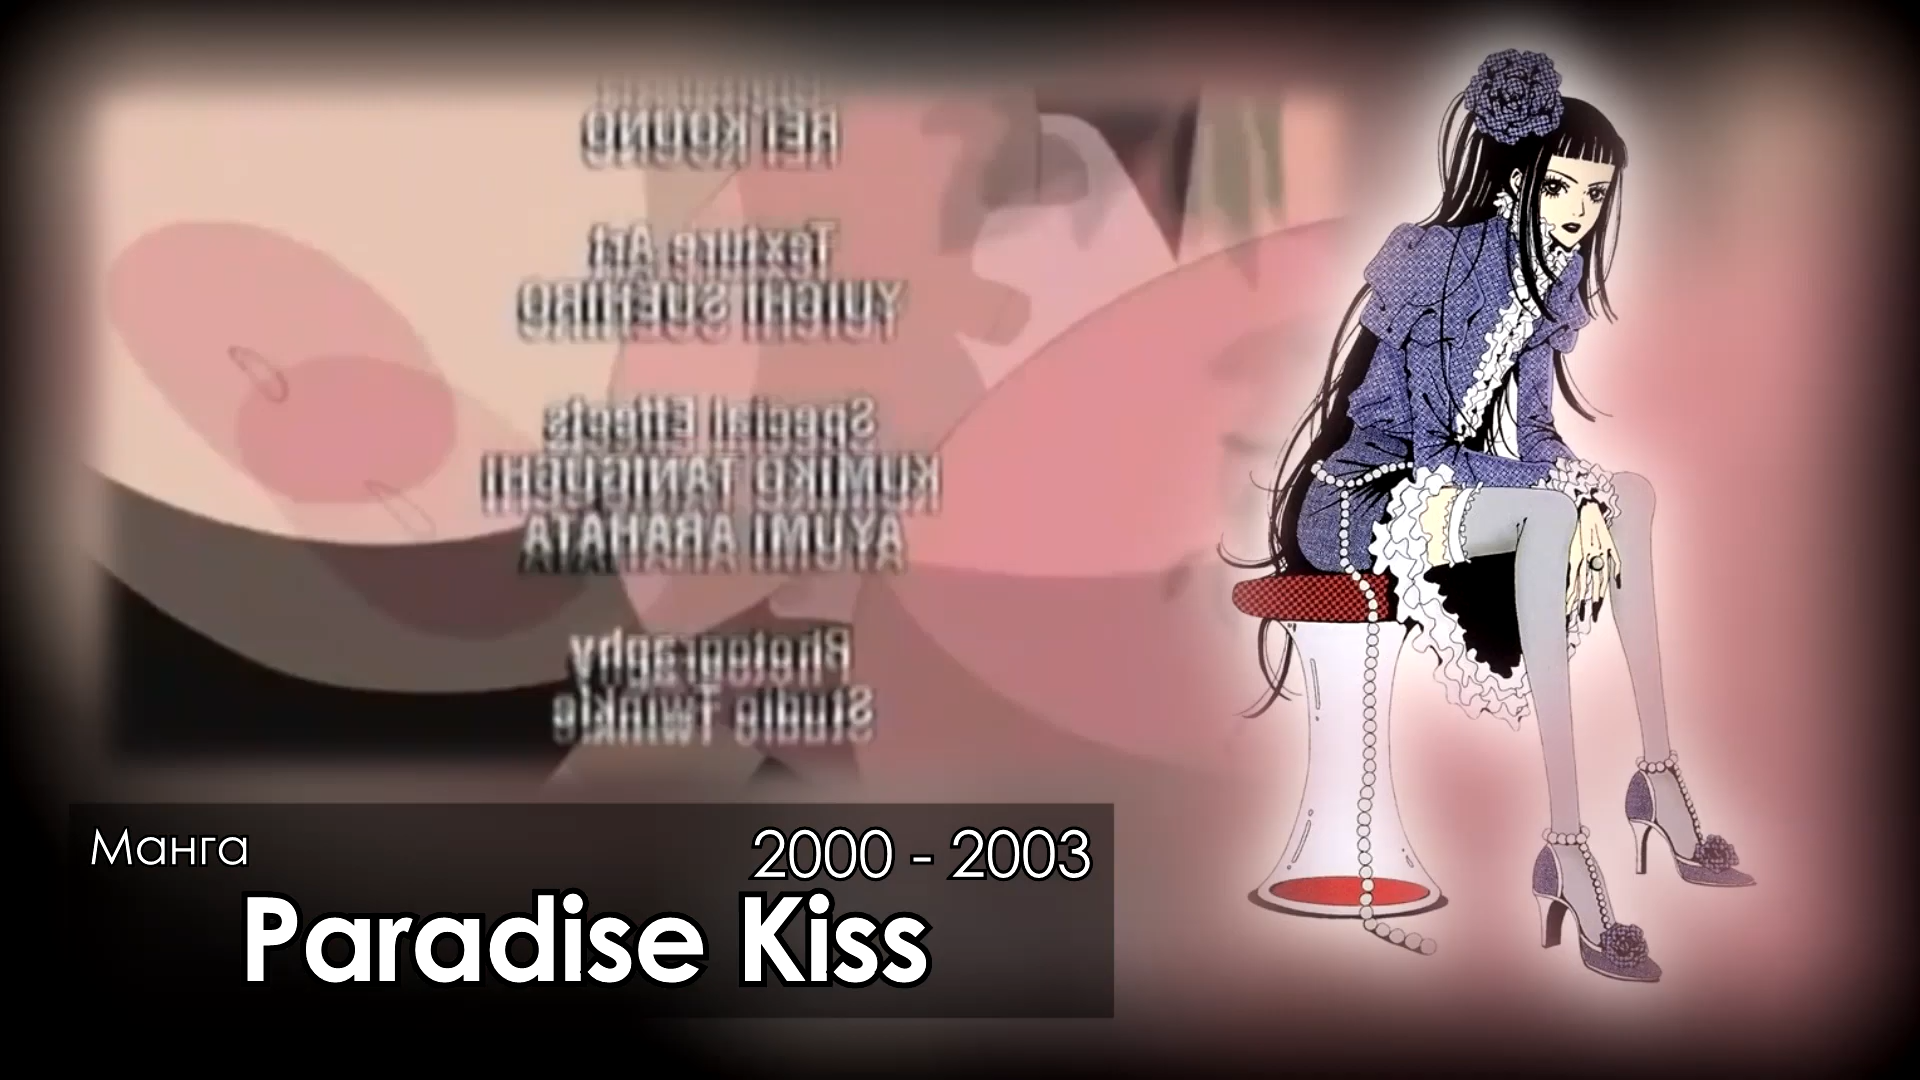 REI KOUNO
Texture Art
YUICHI SUEHIRO
Special Effects
KUMIKO TANIGUCHI
AYUMI ARAHATA
Photography
Studio Twinkle
Манга
2000 - 2003
Paradise Kiss